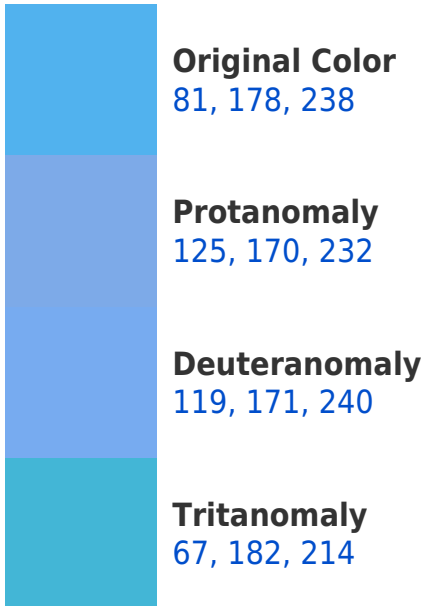 Original Color
81, 178, 238
Protanomaly
125, 170, 232
Deuteranomaly
119, 171, 240
Tritanomaly
67, 182, 214